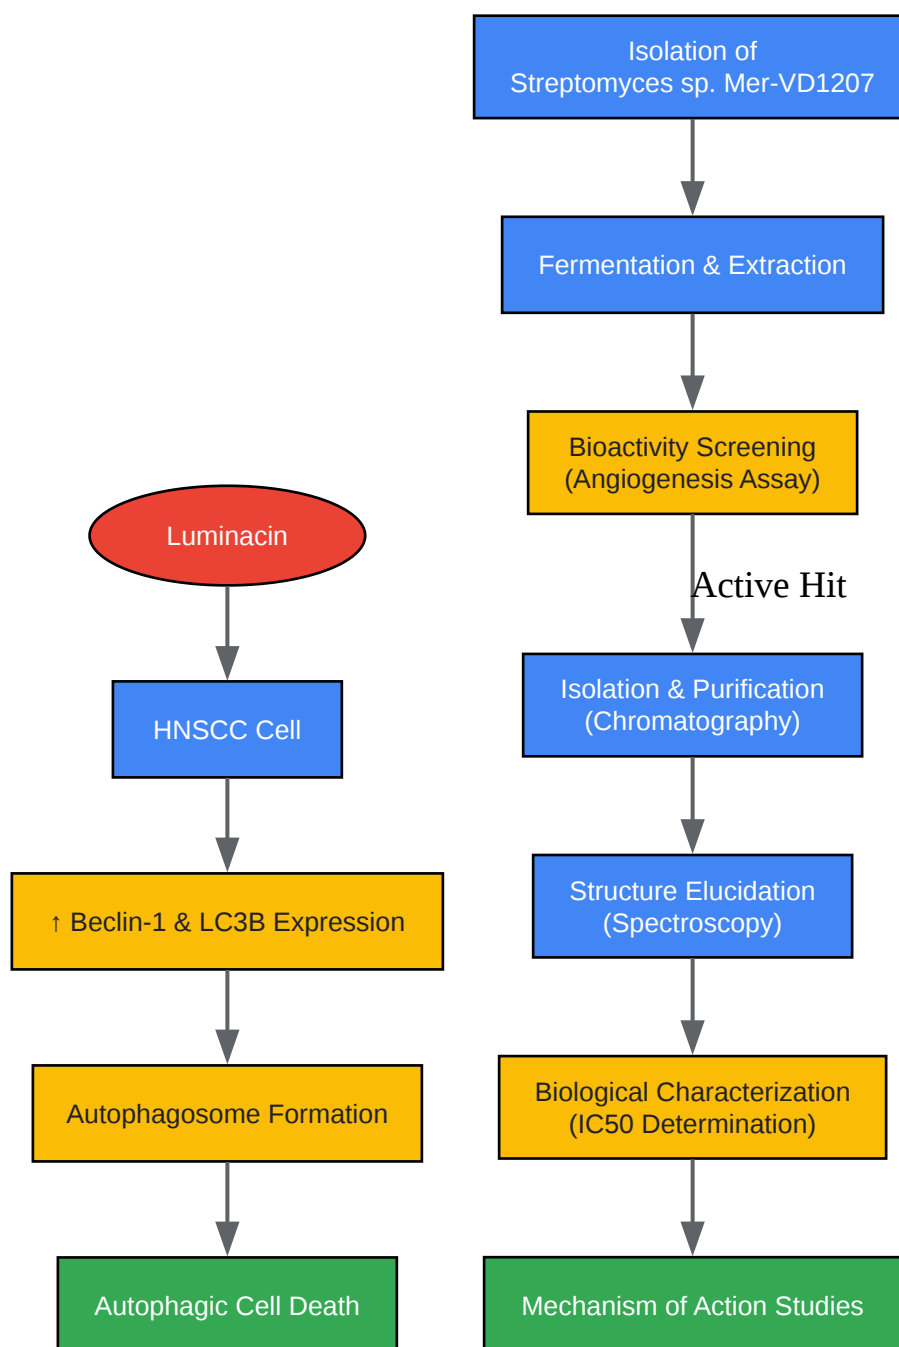 Isolation of
Streptomyces sp. Mer-VD1207
Fermentation & Extraction
Bioactivity Screening
(Angiogenesis Assay)
Active Hit
Isolation & Purification
(Chromatography)
Structure Elucidation
(Spectroscopy)
Biological Characterization
(IC50 Determination)
Mechanism of Action Studies
Luminacin
HNSCC Cell
↑ Beclin-1 & LC3B Expression
Autophagosome Formation
Autophagic Cell Death